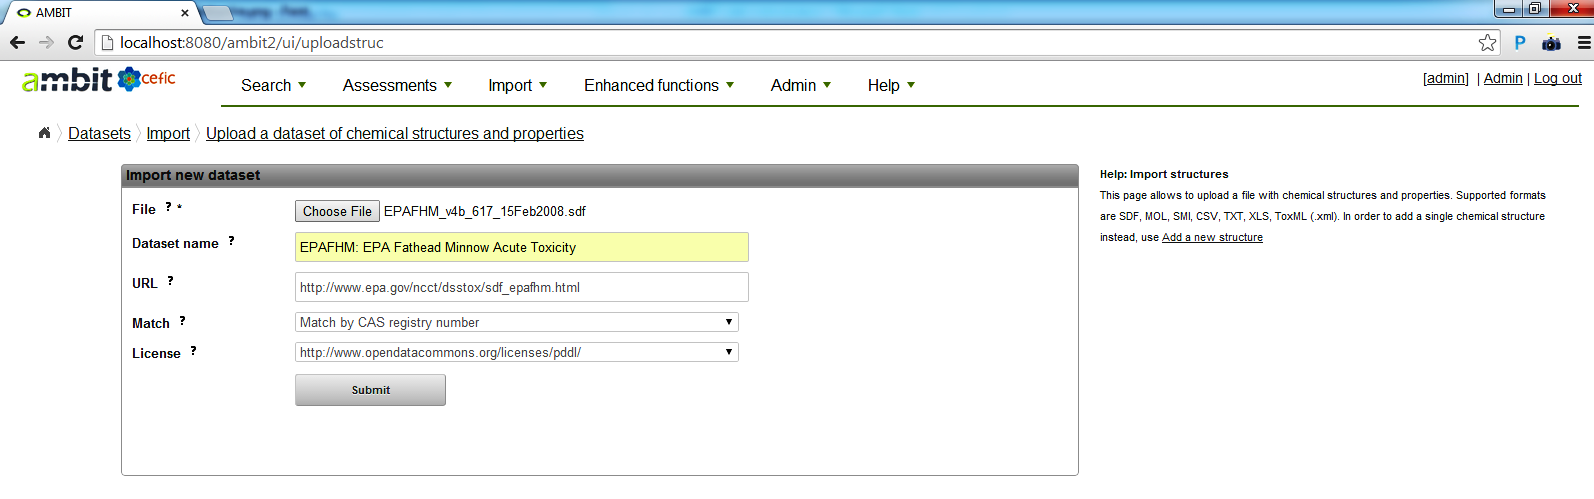 AMBIT
localhost:8080/ambit2/ui/uploadstruc
P
ambit cefic
Search Assessments Import Enhanced functions Admin Help
[admin] | Admin | Log out
Datasets Import Upload a dataset of chemical structures and properties
Import new dataset
File ? * Choose File EPAFHM_v4b_617_15Feb2008.sdf
Dataset name ? EPAFHM: EPA Fathead Minnow Acute Toxicity
URL ? http://www.epa.gov/ncct/dsstox/sdf_epafhm.html
Match ? Match by CAS registry number
License ? http://www.opendatacommons.org/licenses/pddl/
Submit
Help: Import structures
This page allows to upload a file with chemical structures and properties. Supported formats
are SDF, MOL, SMI, CSV, TXT, XLS, ToxML (.xml). In order to add a single chemical structure
instead, use Add a new structure